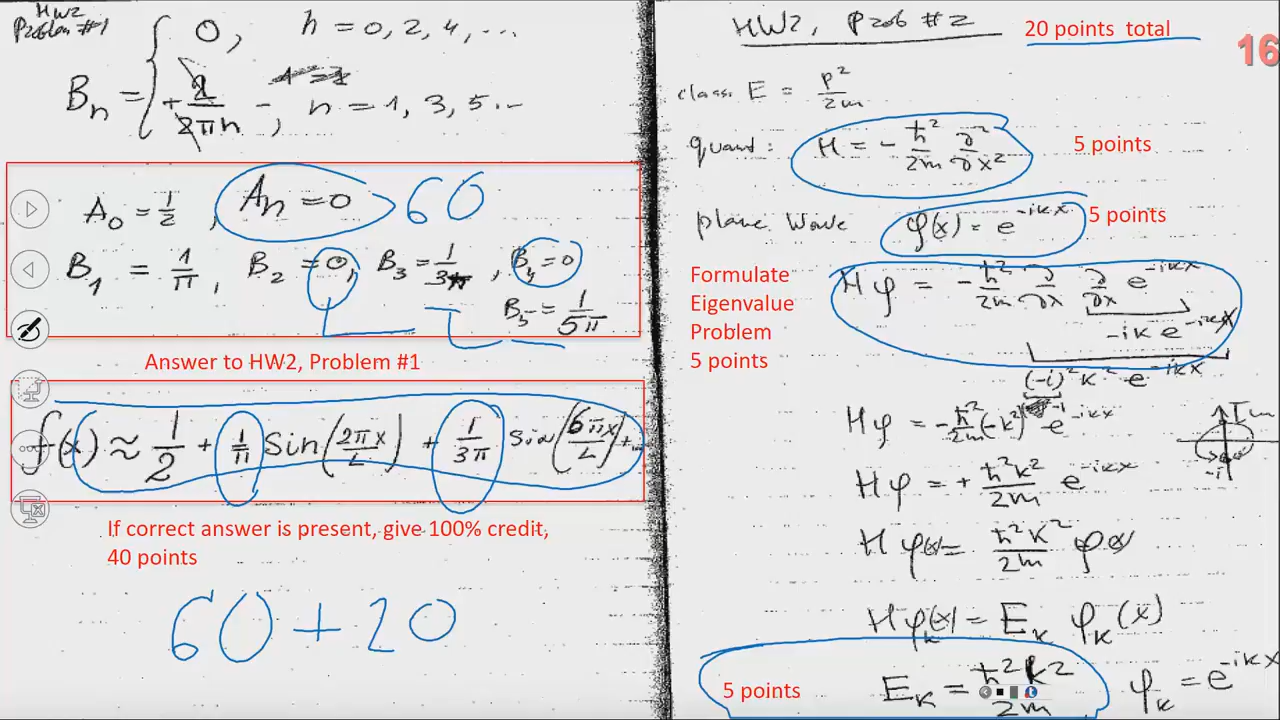 HW2
Problem #1
0, n = 0, 2, 4, ...
Bn =
+ 2/2πn , n = 1, 3, 5 ...
A0 = 1/2 , An = 0 60
B1 = 1/π , B2 = 0, B3 = 1/3π , B4 = 0
B5 = 1/5π
Answer to HW2, Problem #1
f(x) ≈ 1/2 + 1/π Sin(2πx/L) + 1/3π Sin(6πx/L) + ...
If correct answer is present, give 100% credit,
40 points
60 + 20
HW2, Prob #2 20 points total
16
class: E = p²/2m
quant: H = - ħ²/2m ∂²/∂x² 5 points
plane wave φ(x) = e^-ikx 5 points
Formulate
Eigenvalue
Problem
5 points
Hφ = - ħ²/2m ∂/∂x ∂/∂x e^-ikx
-ik e^-ikx
(-i)² k² e^-ikx
-1
Hφ = - ħ²/2m (-k²) e^-ikx
Im
-i
Hφ = + ħ²k²/2m e^-ikx
Hφ(x) = ħ²k²/2m φ(x)
Hφk(x) = Ek φk(x)
5 points
Ek = ħ²k²/2m φk = e^-ikx